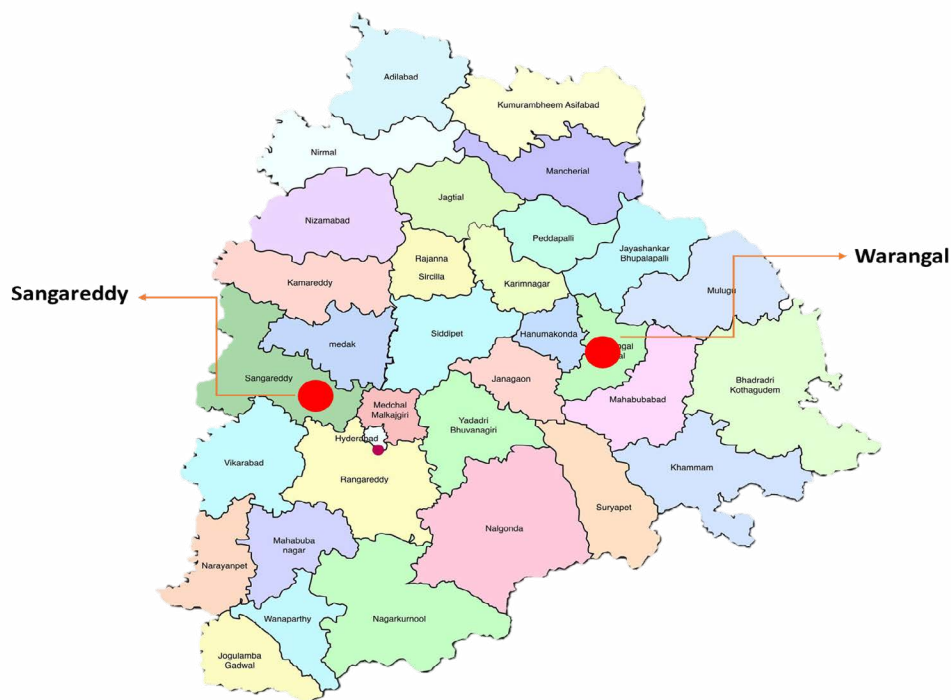 Adilabad
Kumurambheem Asifabad
Nirmal
Mancherial
Jagtial
Nizamabad
Peddapalli
Jayashankar
Bhupalapalli
Rajanna
Sircilla
Warangal
Kamareddy
Karimnagar
Mulugu
Sangareddy
Siddipet
Hanumakonda
medak
Sangareddy
Janagaon
Mahabubabad
Bhadradri
Kothagudem
Medchal
Malkajgiri
Yadadri
Bhuvanagiri
Hyderabad
Vikarabad
Rangareddy
Khammam
Suryapet
Nalgonda
Mahabuba
nagar
Narayanpet
Wanaparthy
Nagarkurnool
Jogulamba
Gadwal